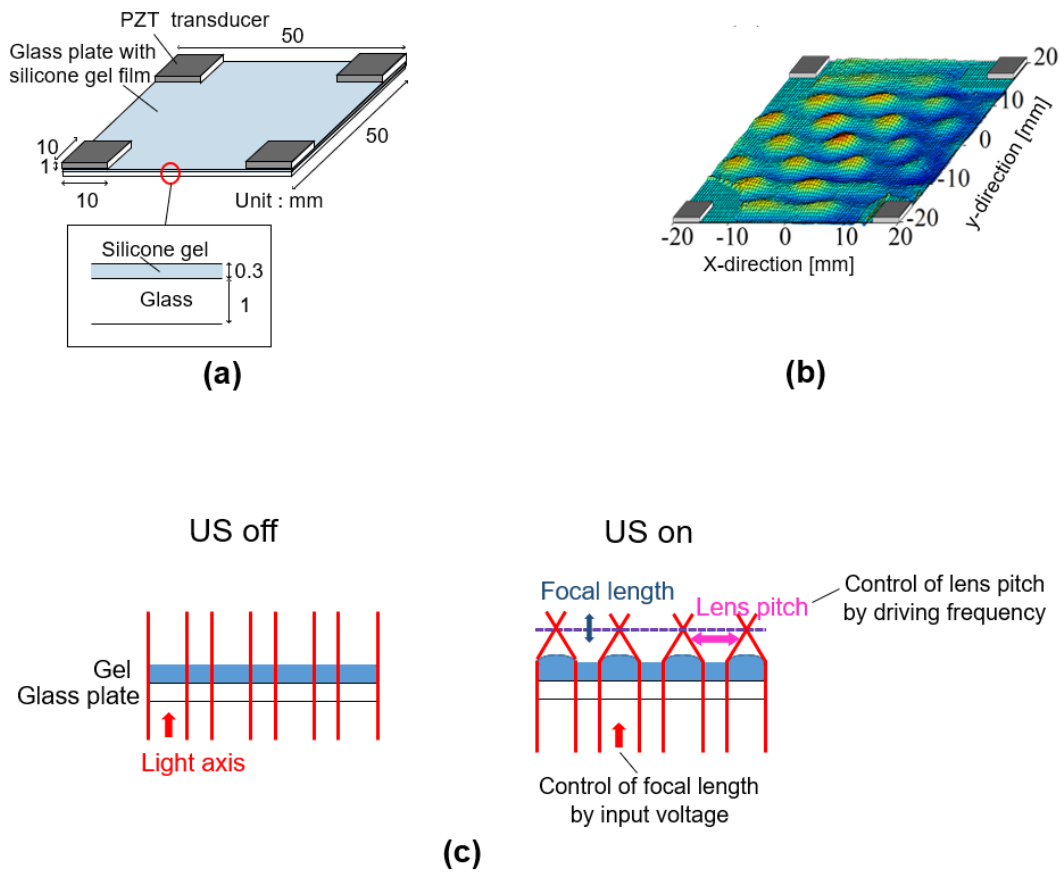 PZT transducer
50
Glass plate with
silicone gel film
50
10
1
10
Unit : mm
Silicone gel
0.3
Glass
1
(a)
20
10
0
-10
-20
y-direction [mm]
-20
-10
0
10
20
X-direction [mm]
(b)
US off
Gel
Glass plate
Light axis
US on
Focal length
Lens pitch
Control of lens pitch
by driving frequency
Control of focal length
by input voltage
(c)